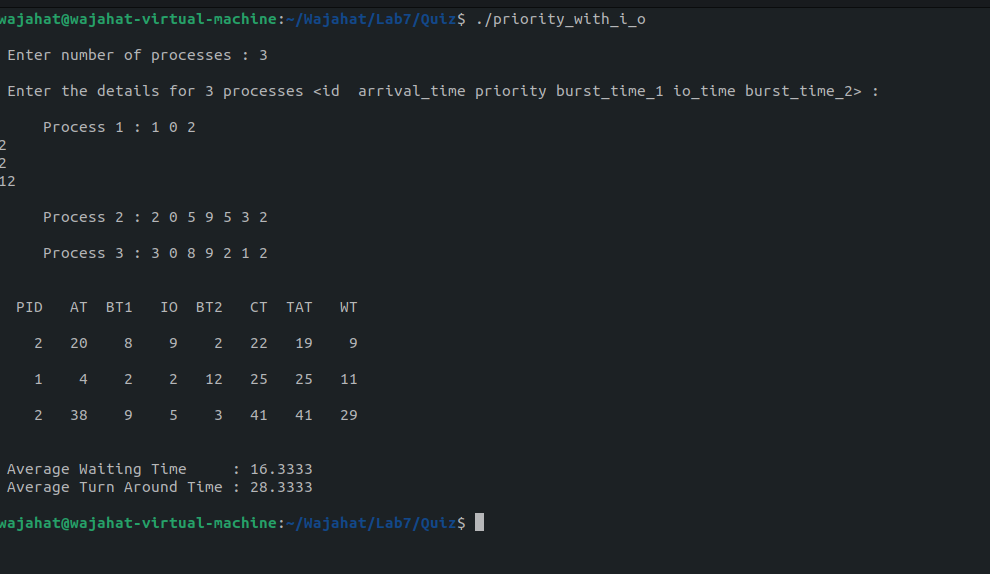 wajahat@wajahat-virtual-machine:~/Wajahat/Lab7/Quiz$ ./priority_with_i_o
Enter number of processes : 3
Enter the details for 3 processes <id  arrival_time priority burst_time_1 io_time burst_time_2> :
Process 1 : 1 0 2
2
2
12
Process 2 : 2 0 5 9 5 3 2
Process 3 : 3 0 8 9 2 1 2
PID   AT  BT1   IO  BT2   CT  TAT   WT
2   20    8    9    2   22   19    9
1    4    2    2   12   25   25   11
2   38    9    5    3   41   41   29
Average Waiting Time     : 16.3333
Average Turn Around Time : 28.3333
wajahat@wajahat-virtual-machine:~/Wajahat/Lab7/Quiz$